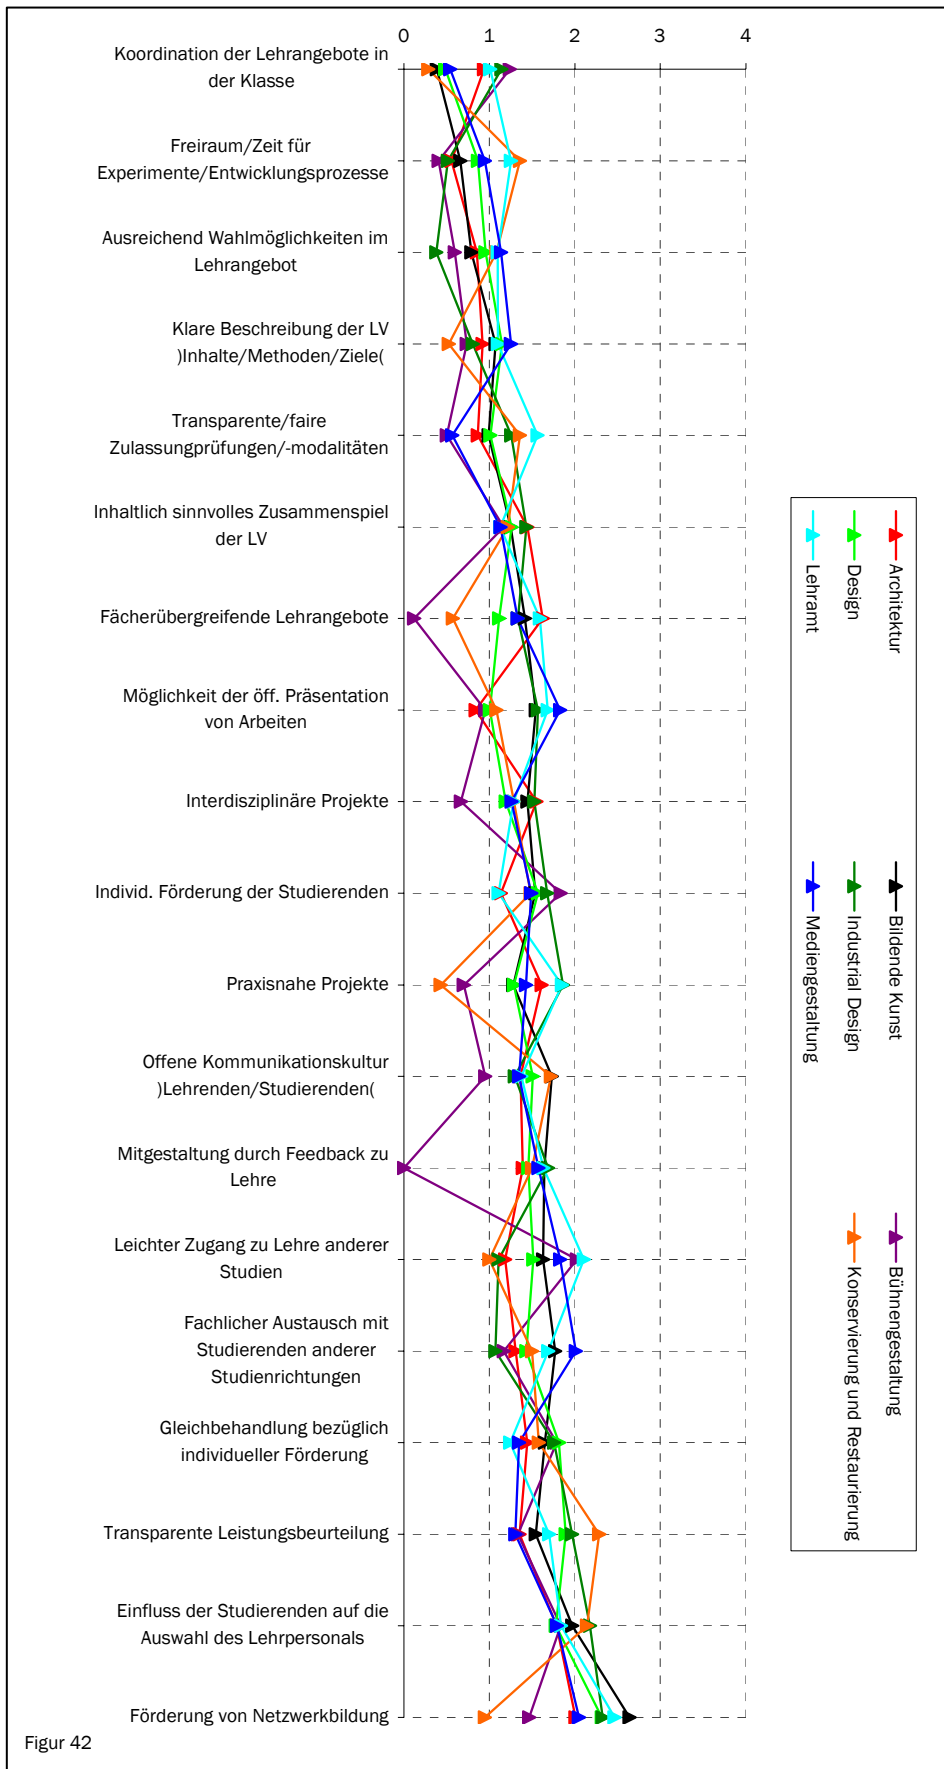 0 1 2 3 4
Koordination der Lehrangebote in
der Klasse
Freiraum/Zeit für
Experimente/Entwicklungsprozesse
Ausreichend Wahlmöglichkeiten im
Lehrangebot
Klare Beschreibung der LV
)Inhalte/Methoden/Ziele(
Transparente/faire
Zulassungprüfungen/-modalitäten
Inhaltlich sinnvolles Zusammenspiel
der LV
Fächerübergreifende Lehrangebote
Möglichkeit der öff. Präsentation
von Arbeiten
Interdisziplinäre Projekte
Individ. Förderung der Studierenden
Praxisnahe Projekte
Offene Kommunikationskultur
)Lehrenden/Studierenden(
Mitgestaltung durch Feedback zu
Lehre
Leichter Zugang zu Lehre anderer
Studien
Fachlicher Austausch mit
Studierenden anderer
Studienrichtungen
Gleichbehandlung bezüglich
individueller Förderung
Transparente Leistungsbeurteilung
Einfluss der Studierenden auf die
Auswahl des Lehrpersonals
Förderung von Netzwerkbildung
Architektur
Bildende Kunst
Bühnengestaltung
Design
Industrial Design
Konservierung und Restaurierung
Lehramt
Mediengestaltung
Figur 42